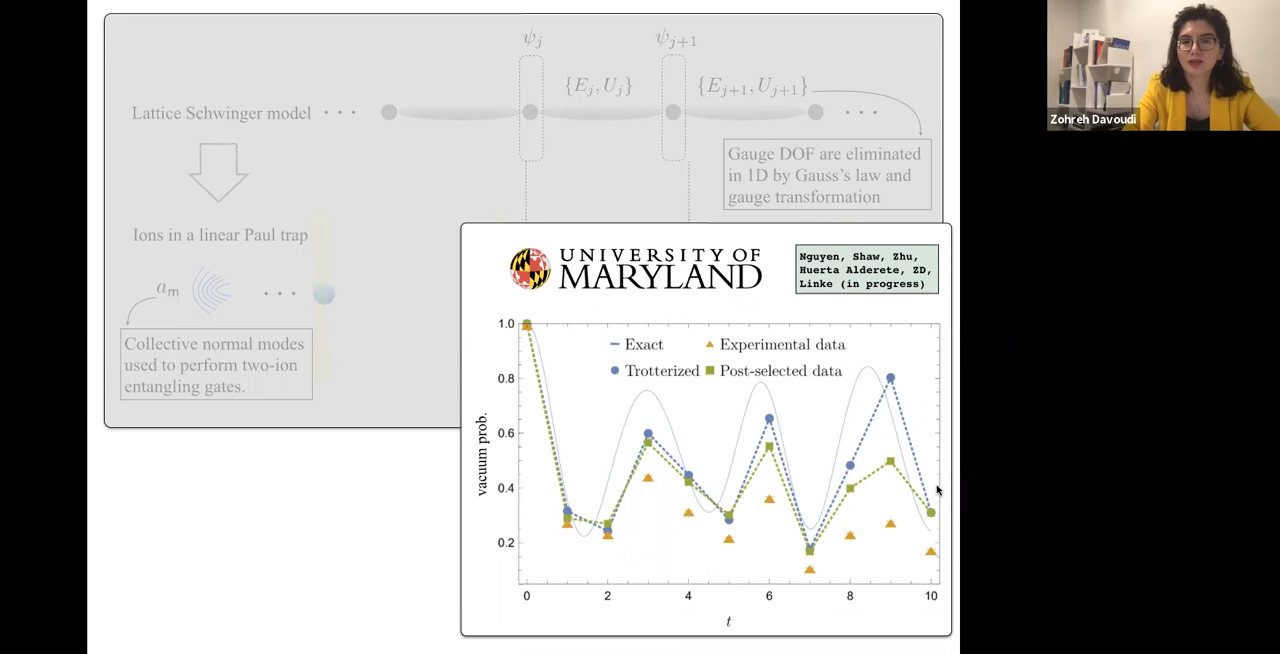 ψj
ψj+1
{Ej, Uj}
{Ej+1, Uj+1}
Lattice Schwinger model
Gauge DOF are eliminated
in 1D by Gauss's law and
gauge transformation
Ions in a linear Paul trap
am
Collective normal modes
used to perform two-ion
entangling gates.
UNIVERSITY OF
MARYLAND
Nguyen, Shaw, Zhu,
Huerta Alderete, ZD,
Linke (in progress)
Exact
Experimental data
Trotterized
Post-selected data
vacuum prob.
1.0
0.8
0.6
0.4
0.2
0 2 4 6 8 10
t
Zohreh Davoudi